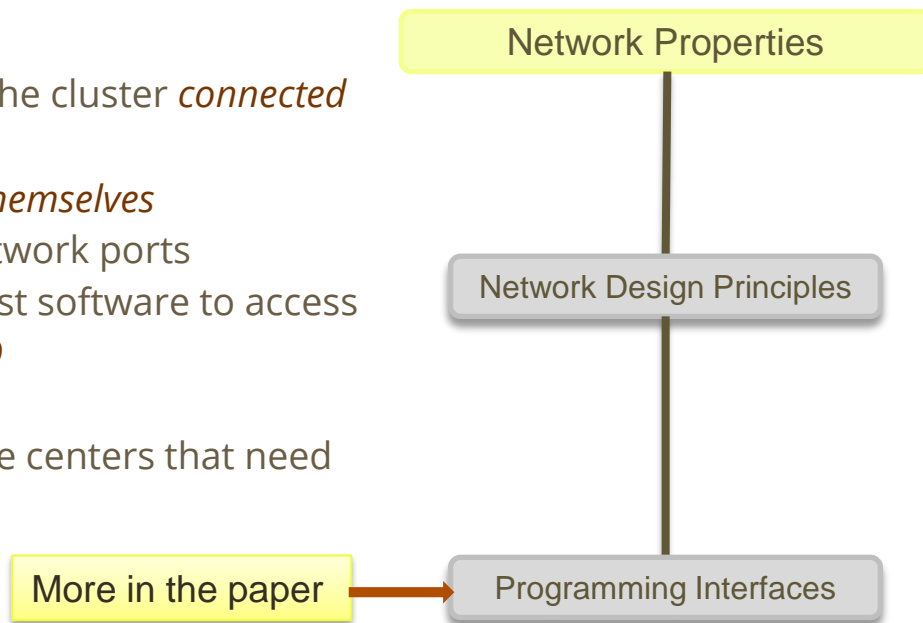 Network Properties
he cluster connected
hemselves
twork ports
st software to access
)
Network Design Principles
e centers that need
More in the paper
Programming Interfaces